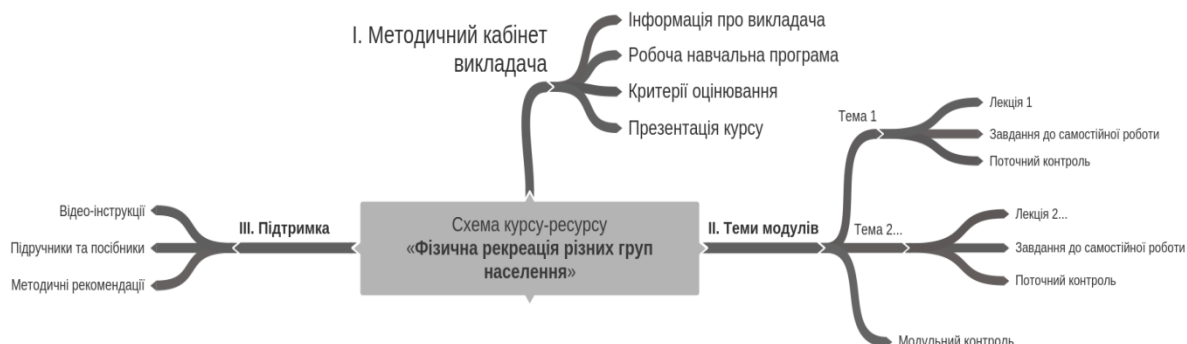 І. Методичний кабінет
викладача
Інформація про викладача
Робоча навчальна програма
Критерії оцінювання
Презентація курсу
Схема курсу-ресурсу
«Фізична рекреація різних груп
населення»
ІІ. Теми модулів
Тема 1
Лекція 1
Завдання до самостійної роботи
Поточний контроль
Тема 2...
Лекція 2...
Завдання до самостійної роботи
Поточний контроль
Модульний контроль
ІІІ. Підтримка
Відео-інструкції
Підручники та посібники
Методичні рекомендації